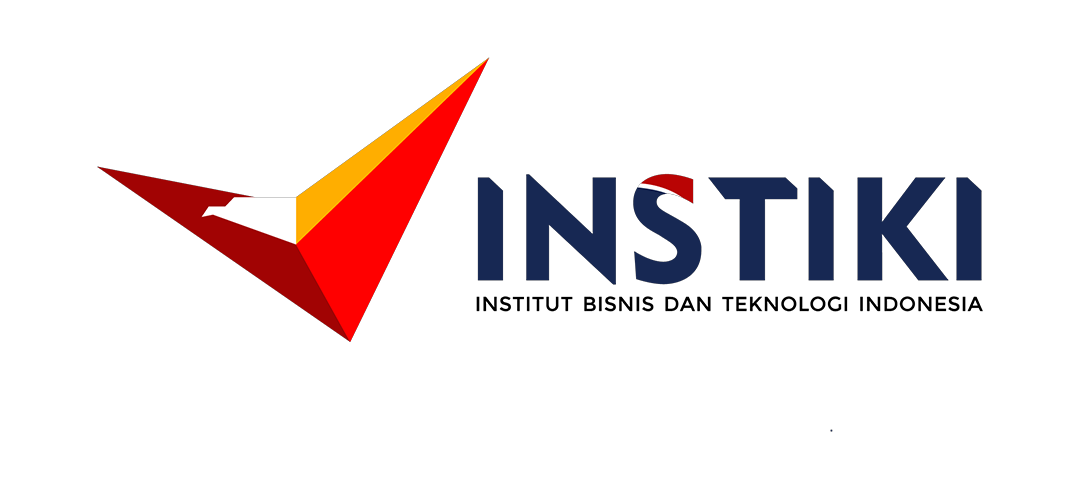 INSTIKI
INSTITUT BISNIS DAN TEKNOLOGI INDONESIA